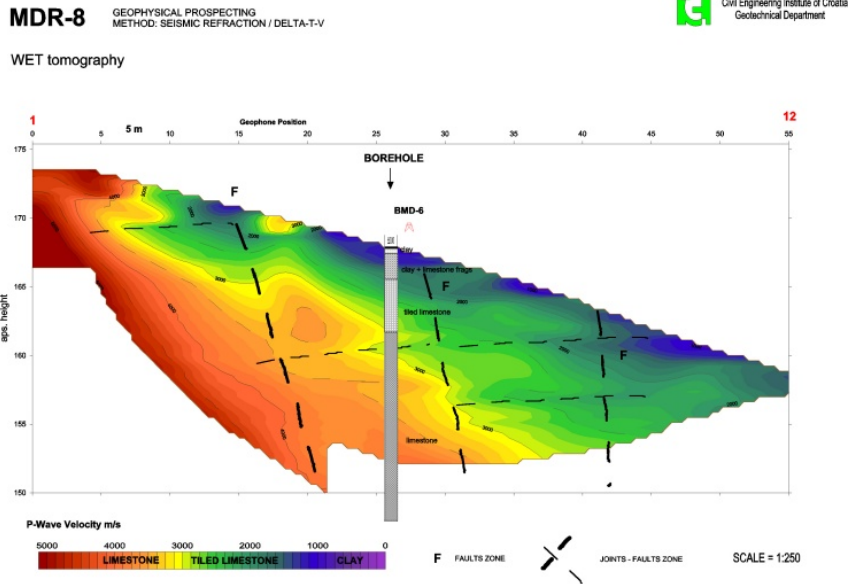 MDR-8
GEOPHYSICAL PROSPECTING
METHOD: SEISMIC REFRACTION / DELTA-T-V
Civil Engineering Institute of Croatia
Geotechnical Department
WET tomography
1 5 m Geophone Position 12
0 5 10 15 20 25 30 35 40 45 50 55
BOREHOLE
BMD-6
175
170
165
160
155
150
aps. height
F
clay
clay + limestone frags
F
tiled limestone
F
limestone
3000
3000
P-Wave Velocity m/s
5000 4000 3000 2000 1000 0
LIMESTONE TILED LIMESTONE CLAY
F FAULTS ZONE JOINTS - FAULTS ZONE SCALE = 1:250